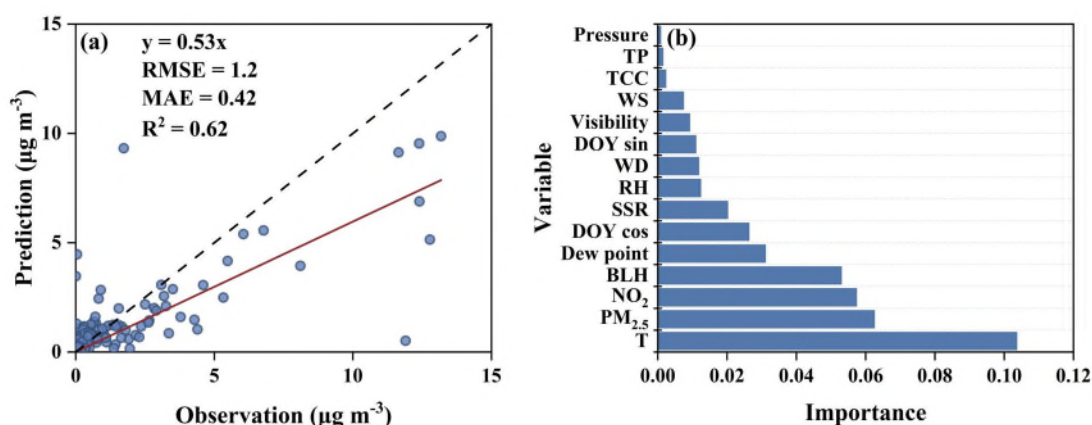 (a)
y = 0.53x
RMSE = 1.2
MAE = 0.42
R² = 0.62
15
10
5
0
0 5 10 15
Prediction (μg m⁻³)
Observation (μg m⁻³)
(b)
Variable
Pressure
TP
TCC
WS
Visibility
DOY sin
WD
RH
SSR
DOY cos
Dew point
BLH
NO₂
PM₂.₅
T
0.00 0.02 0.04 0.06 0.08 0.10 0.12
Importance